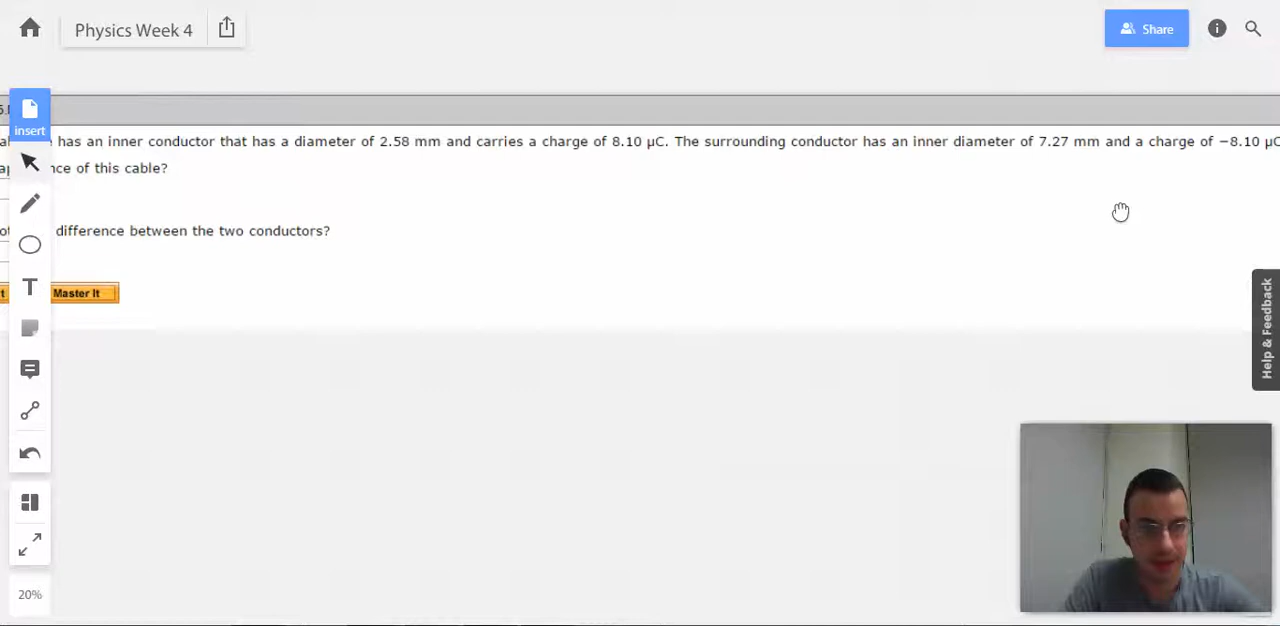 Physics Week 4
Share
insert
has an inner conductor that has a diameter of 2.58 mm and carries a charge of 8.10 µC. The surrounding conductor has an inner diameter of 7.27 mm and a charge of −8.10 µC
nce of this cable?
difference between the two conductors?
Master It
T
Help & Feedback
20%